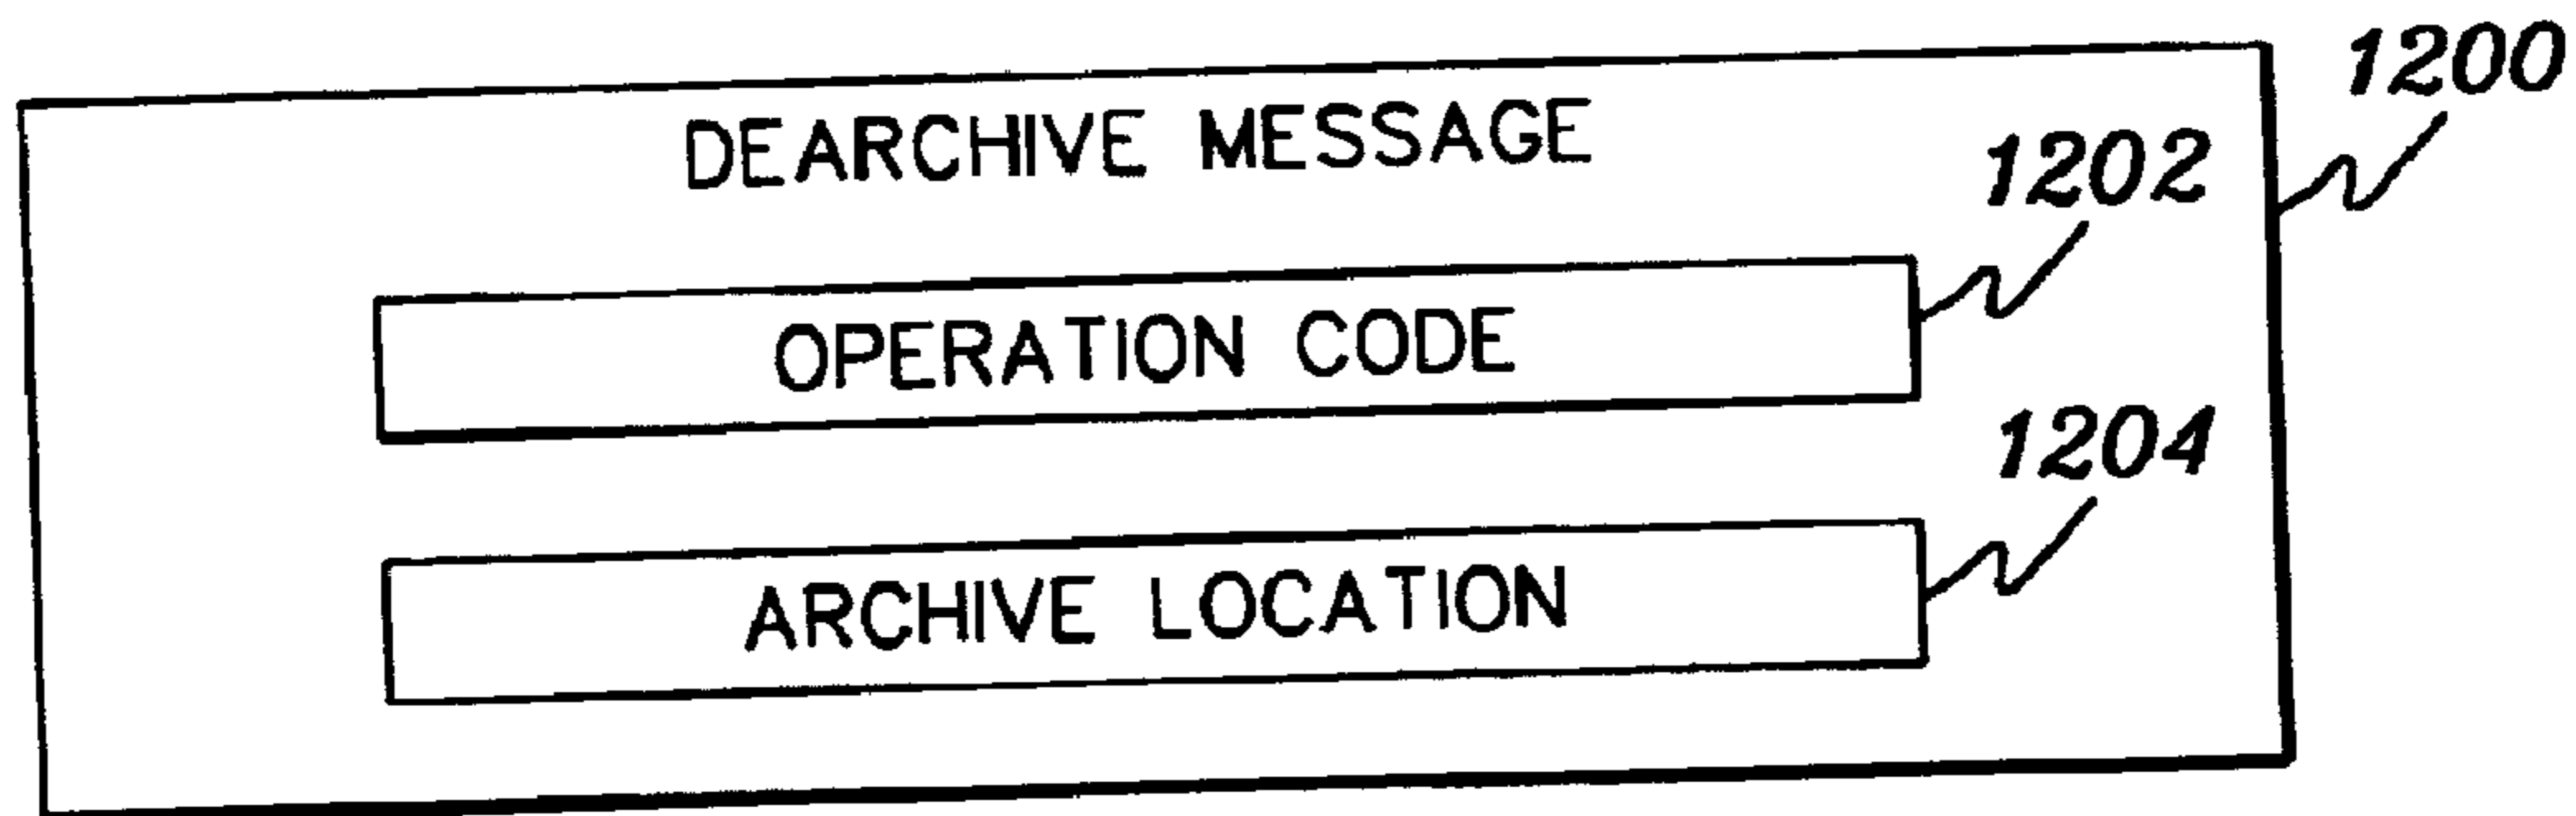 1200
DEARCHIVE MESSAGE
1202
OPERATION CODE
1204
ARCHIVE LOCATION